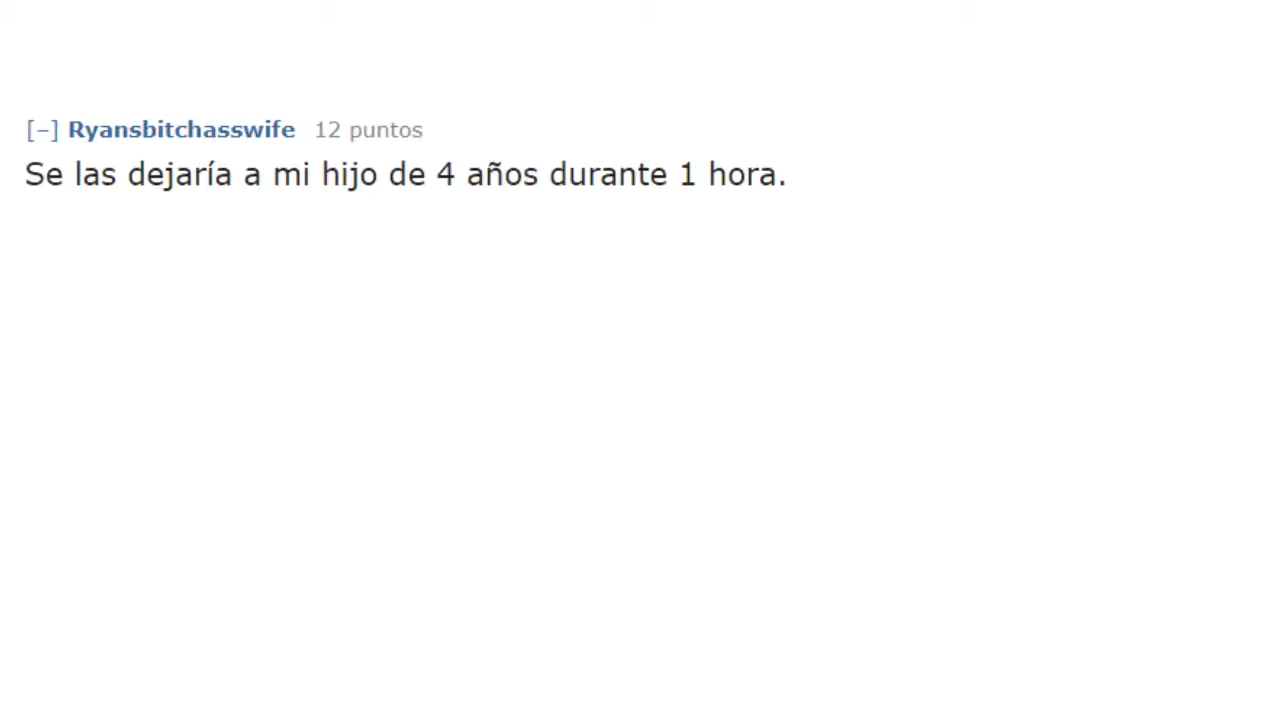 [–] Ryansbitchasswife 12 puntos
Se las dejaría a mi hijo de 4 años durante 1 hora.